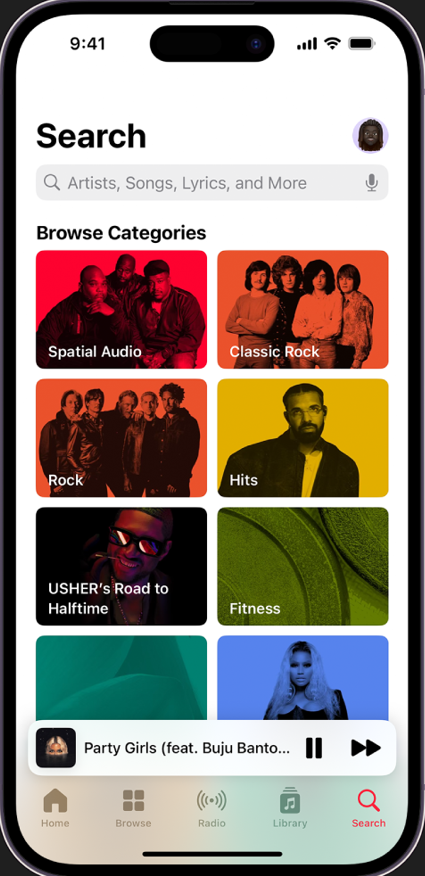 9:41
Search
Artists, Songs, Lyrics, and More
Browse Categories
Spatial Audio
Classic Rock
Rock
Hits
USHER’s Road to
Halftime
Fitness
Party Girls (feat. Buju Banto...
Home
Browse
Radio
Library
Search